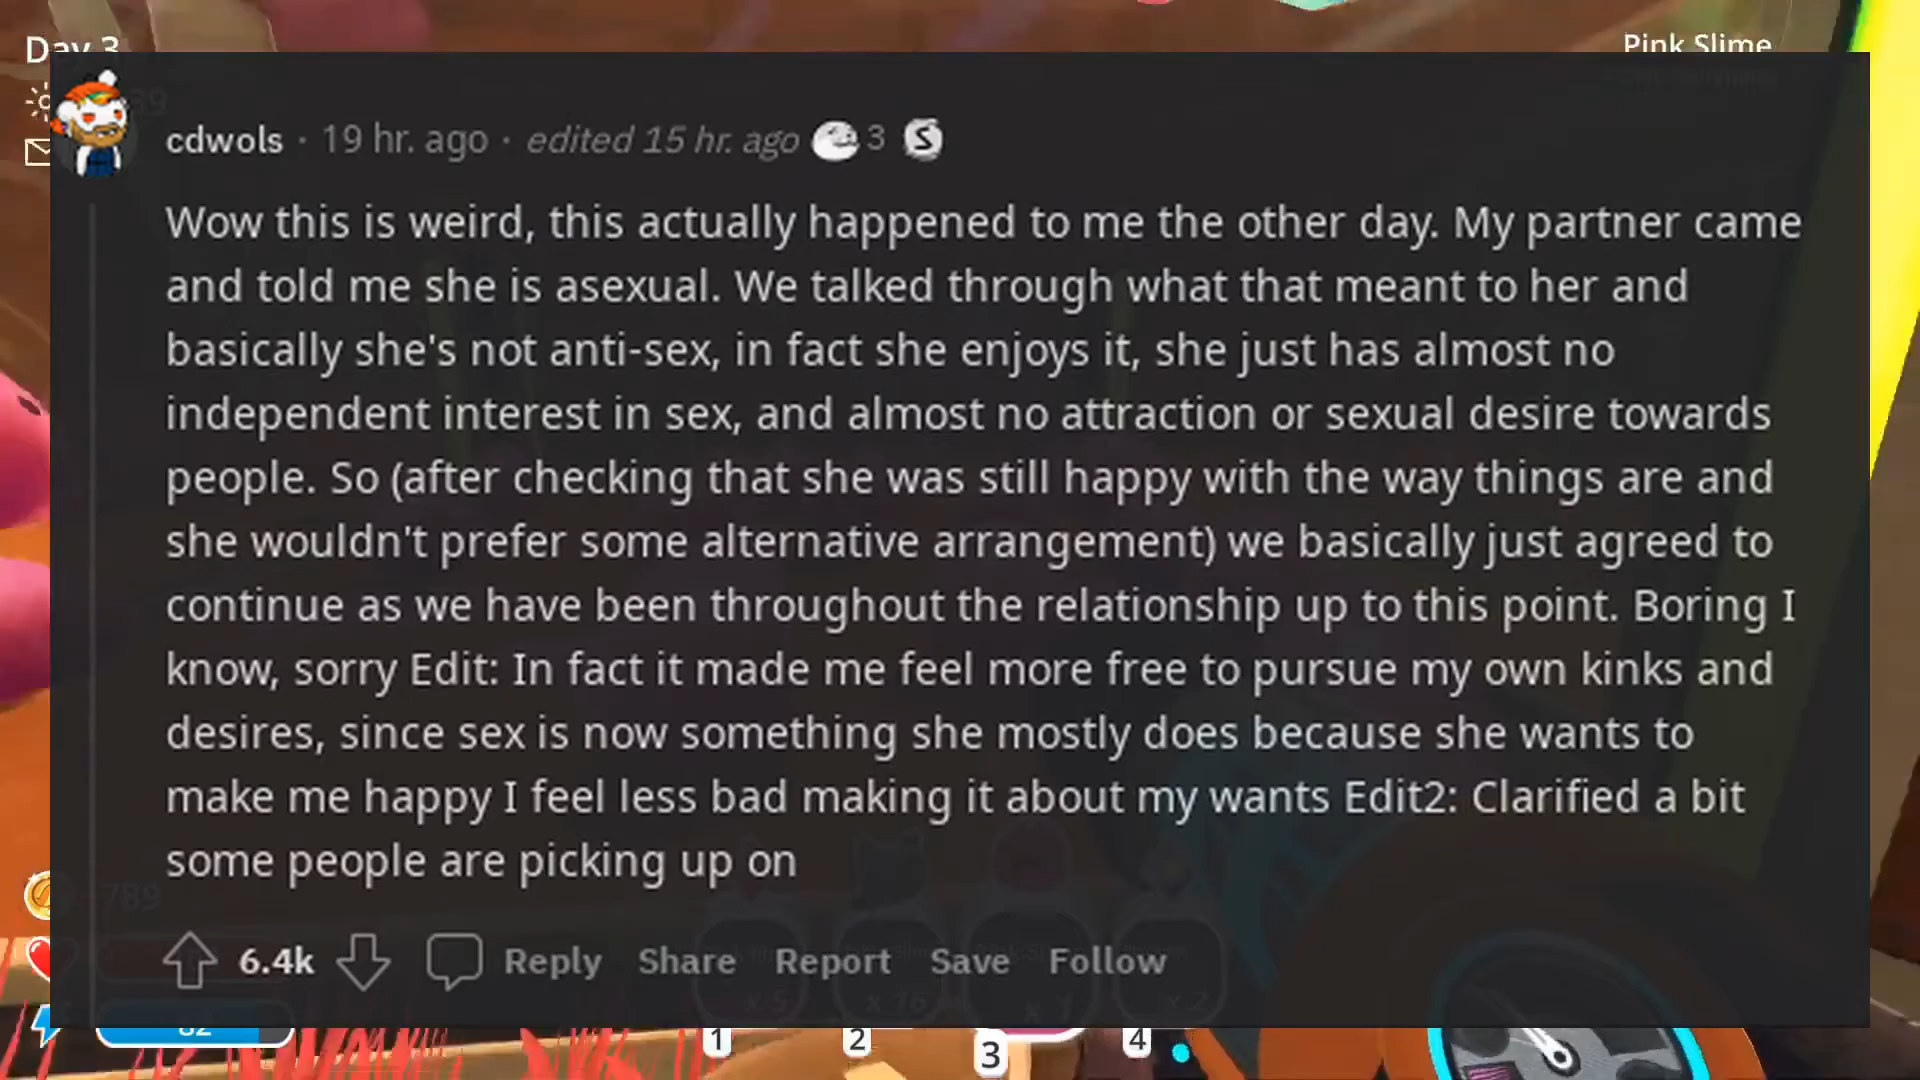 Day 3
Pink Slime
39
cdwols · 19 hr. ago · edited 15 hr. ago 3 S
Wow this is weird, this actually happened to me the other day. My partner came
and told me she is asexual. We talked through what that meant to her and
basically she's not anti-sex, in fact she enjoys it, she just has almost no
independent interest in sex, and almost no attraction or sexual desire towards
people. So (after checking that she was still happy with the way things are and
she wouldn't prefer some alternative arrangement) we basically just agreed to
continue as we have been throughout the relationship up to this point. Boring I
know, sorry Edit: In fact it made me feel more free to pursue my own kinks and
desires, since sex is now something she mostly does because she wants to
make me happy I feel less bad making it about my wants Edit2: Clarified a bit
some people are picking up on
789
6.4k Reply Share Report Save Follow
x 5 x 16 x 1 x 2
82
1 2 3 4